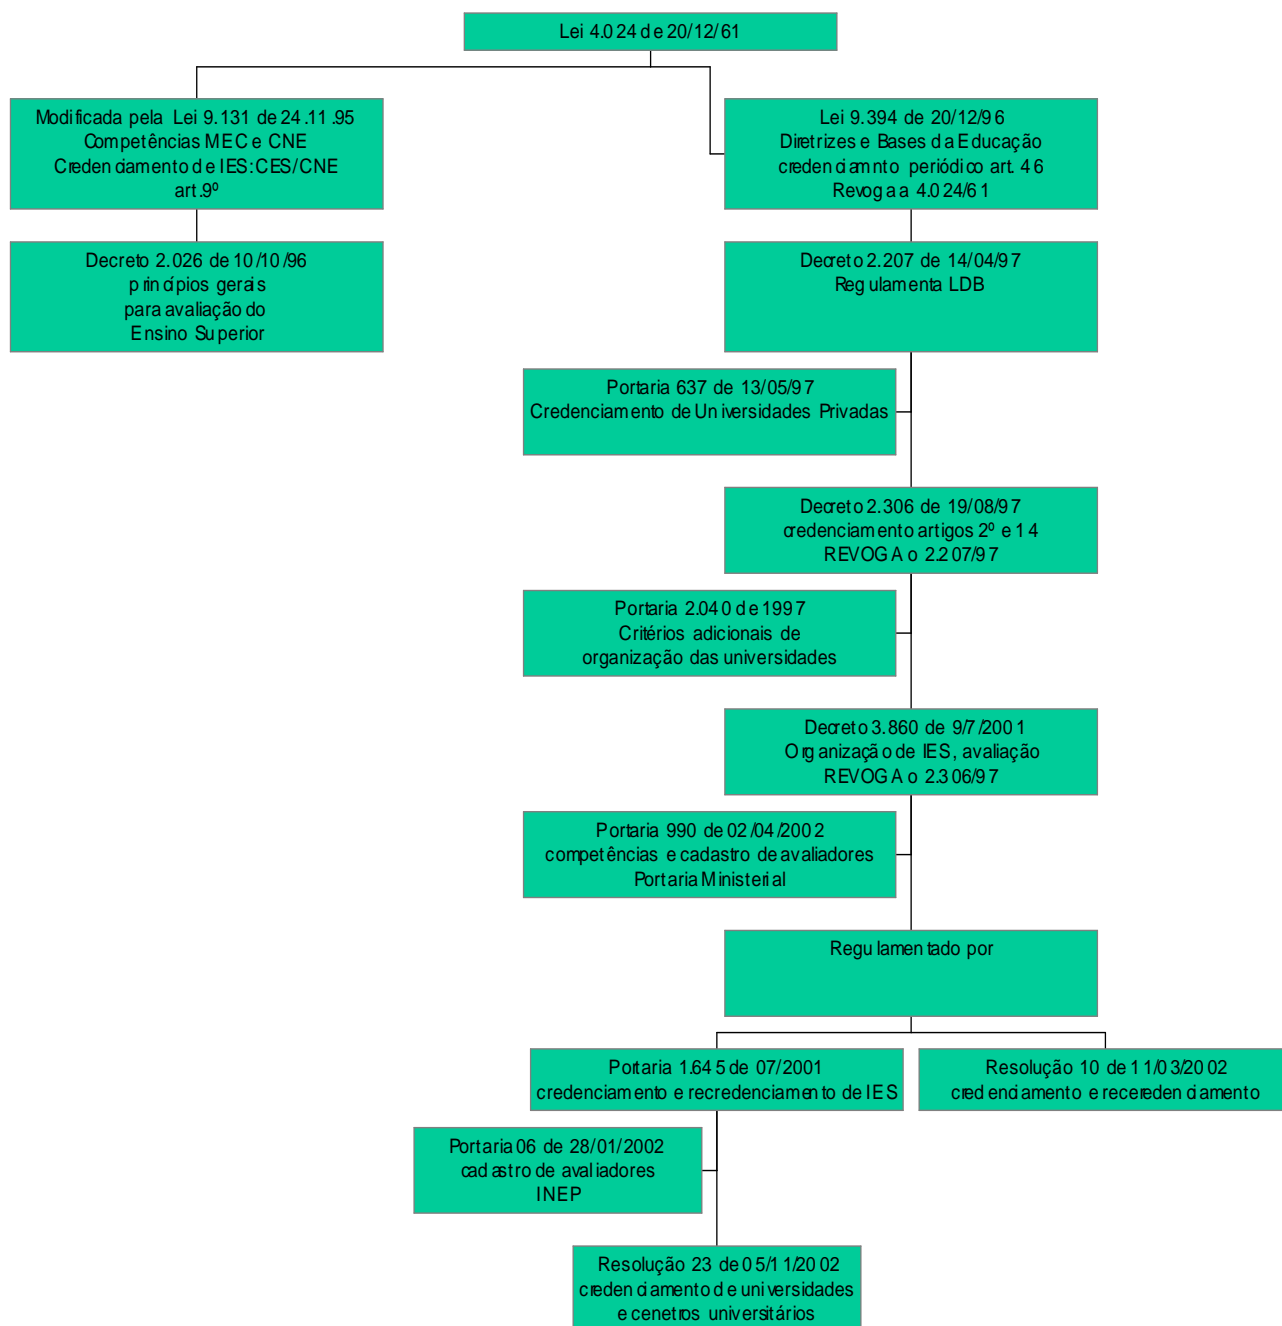 Lei 4.024 de 20/12/61
Modificada pela Lei 9.131 de 24.11.95
Competências MEC e CNE
Credenciamento de IES:CES/CNE
art.9º
Lei 9.394 de 20/12/96
Diretrizes e Bases da Educação
credenciamnto periódico art. 46
Revoga a 4.024/61
Decreto 2.026 de 10/10/96
princípios gerais
para avaliação do
Ensino Superior
Decreto 2.207 de 14/04/97
Regulamenta LDB
Portaria 637 de 13/05/97
Credenciamento de Universidades Privadas
Decreto 2.306 de 19/08/97
credenciamento artigos 2º e 14
REVOGA o 2.207/97
Portaria 2.040 de 1997
Critérios adicionais de
organização das universidades
Decreto 3.860 de 9/7/2001
Organização de IES, avaliação
REVOGA o 2.306/97
Portaria 990 de 02/04/2002
competências e cadastro de avaliadores
Portaria Ministerial
Regulamentado por
Portaria 1.645 de 07/2001
credenciamento e recredenciamento de IES
Resolução 10 de 11/03/2002
credenciamento e recereden ciamento
Portaria 06 de 28/01/2002
cadastro de avaliadores
INEP
Resolução 23 de 05/11/2002
credenciamento de universidades
e cenetros universitários